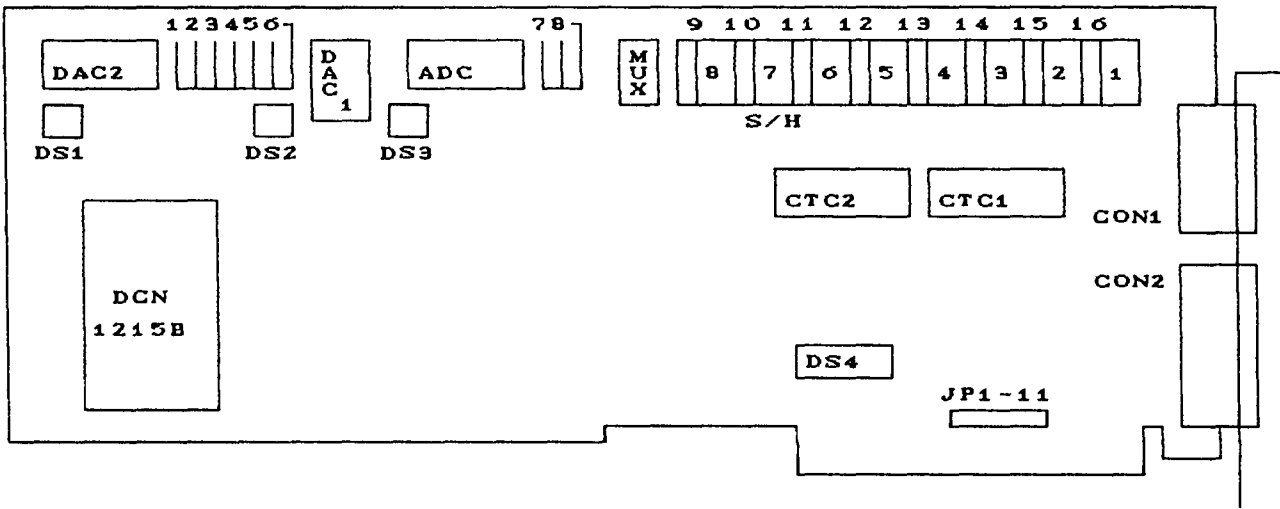 1 2 3 4 5 6 7 8 9 10 11 12 13 14 15 16
DAC2 DAC1 ADC MUX 8 7 6 5 4 3 2 1
S/H
DS1 DS2 DS3
CTC2 CTC1
CON1
CON2
DCN
1215B
DS4
JP1-11